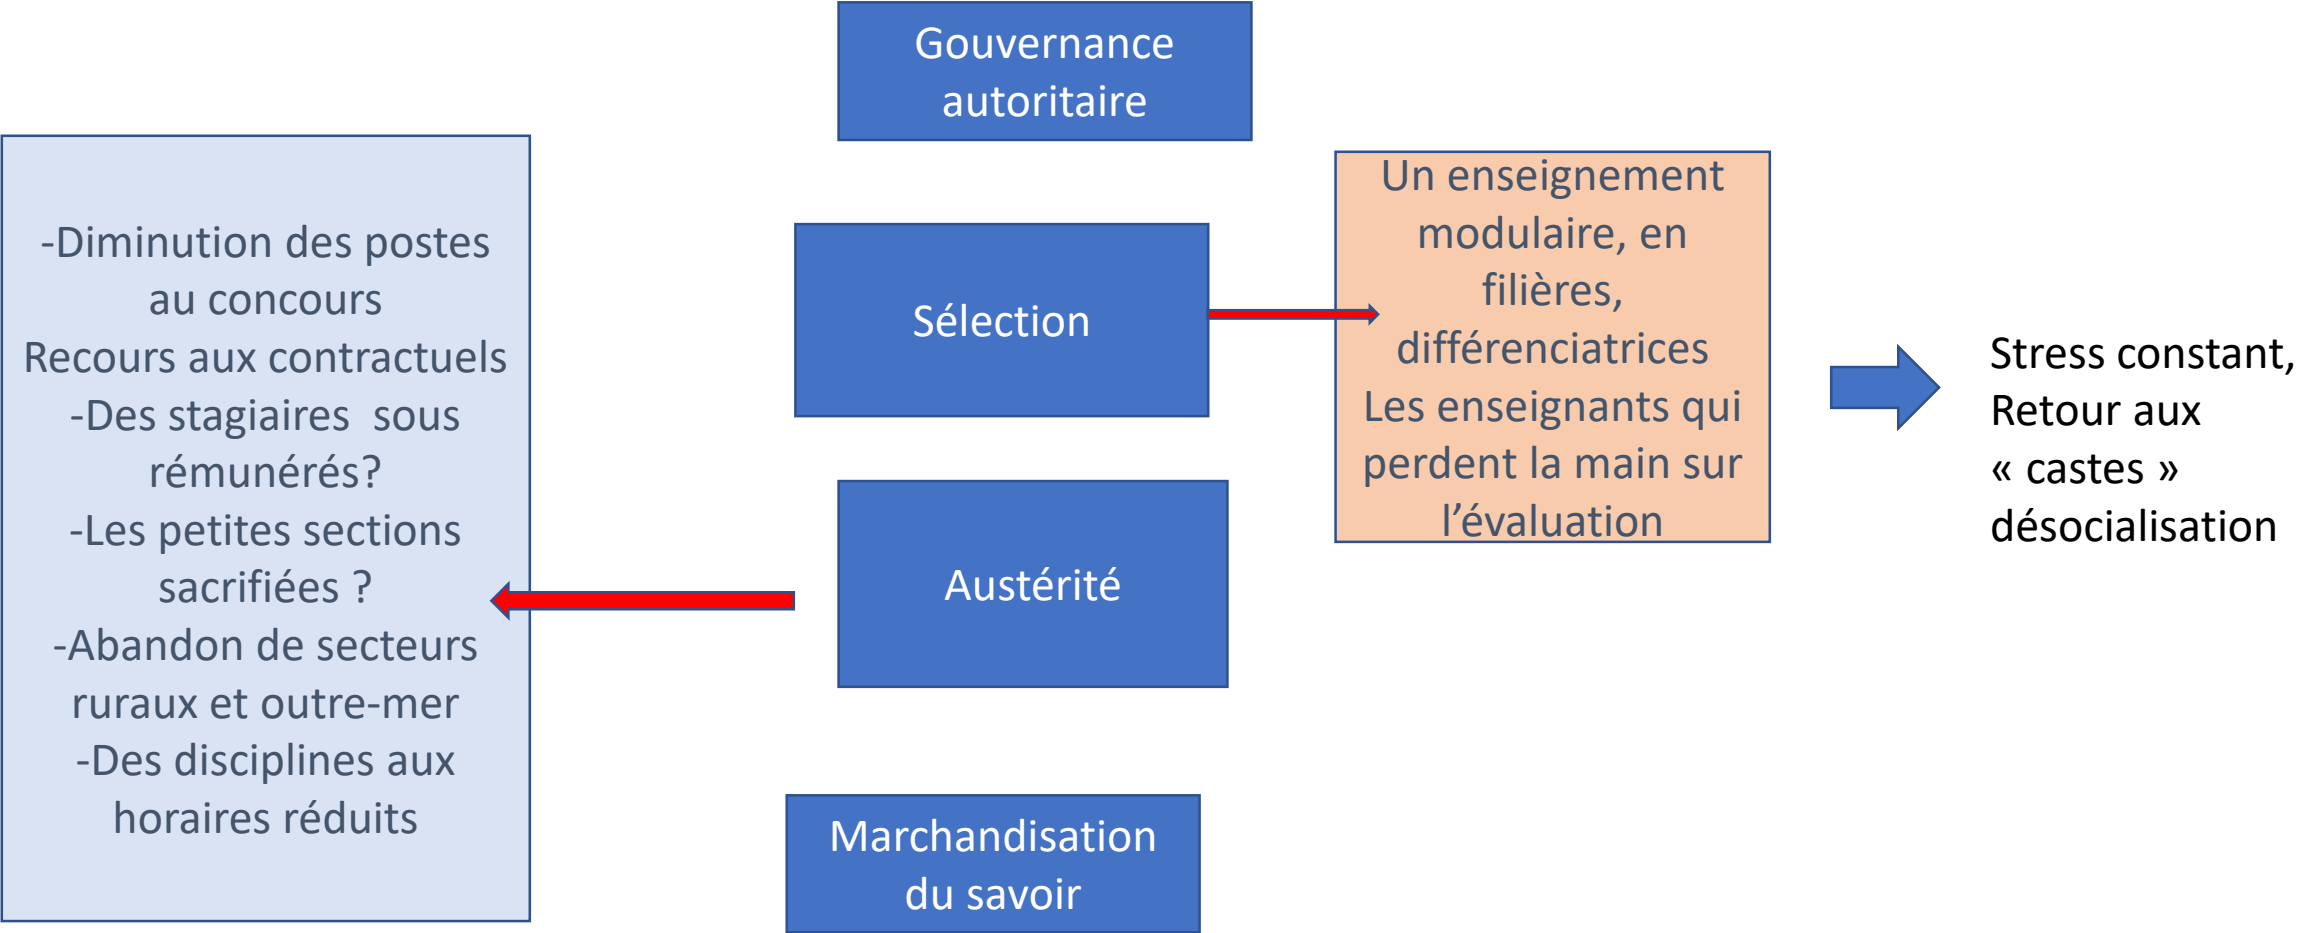 Gouvernance
autoritaire
-Diminution des postes
au concours
Recours aux contractuels
-Des stagiaires  sous
rémunérés?
-Les petites sections
sacrifiées ?
-Abandon de secteurs
ruraux et outre-mer
-Des disciplines aux
horaires réduits
Sélection
Un enseignement
modulaire, en
filières,
différenciatrices
Les enseignants qui
perdent la main sur
l’évaluation
Stress constant,
Retour aux
« castes »
désocialisation
Austérité
Marchandisation
du savoir